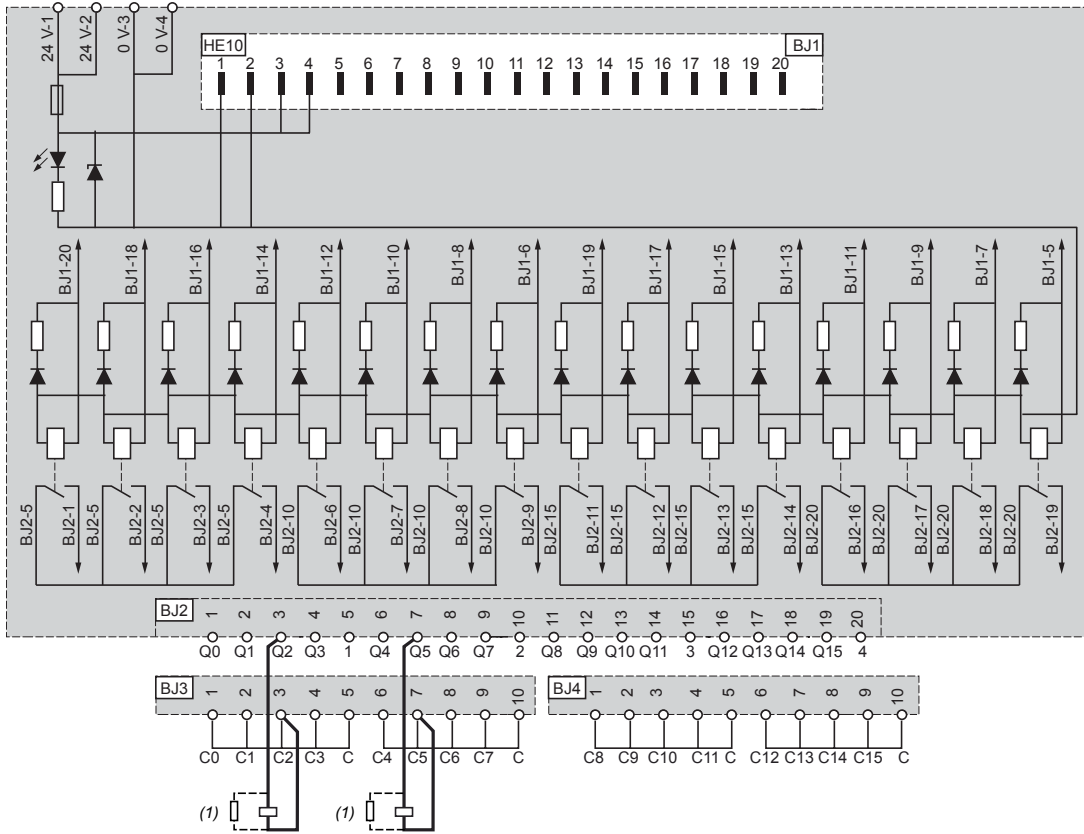 24 V-1 24 V-2 0 V-3 0 V-4
HE10 BJ1
1 2 3 4 5 6 7 8 9 10 11 12 13 14 15 16 17 18 19 20
BJ1-20 BJ1-18 BJ1-16 BJ1-14 BJ1-12 BJ1-10 BJ1-8 BJ1-6 BJ1-19 BJ1-17 BJ1-15 BJ1-13 BJ1-11 BJ1-9 BJ1-7 BJ1-5
BJ2-5 BJ2-1 BJ2-5 BJ2-2 BJ2-5 BJ2-3 BJ2-5 BJ2-4 BJ2-10 BJ2-6 BJ2-10 BJ2-7 BJ2-10 BJ2-8 BJ2-10 BJ2-9 BJ2-15 BJ2-11 BJ2-15 BJ2-12 BJ2-15 BJ2-13 BJ2-15 BJ2-14 BJ2-20 BJ2-16 BJ2-20 BJ2-17 BJ2-20 BJ2-18 BJ2-20 BJ2-19
BJ2 1 2 3 4 5 6 7 8 9 10 11 12 13 14 15 16 17 18 19 20
Q0 Q1 Q2 Q3 1 Q4 Q5 Q6 Q7 2 Q8 Q9 Q10 Q11 3 Q12 Q13 Q14 Q15 4
BJ3 1 2 3 4 5 6 7 8 9 10 BJ4 1 2 3 4 5 6 7 8 9 10
C0 C1 C2 C3 C C4 C5 C6 C7 C C8 C9 C10 C11 C C12 C13 C14 C15 C
(1) (1)